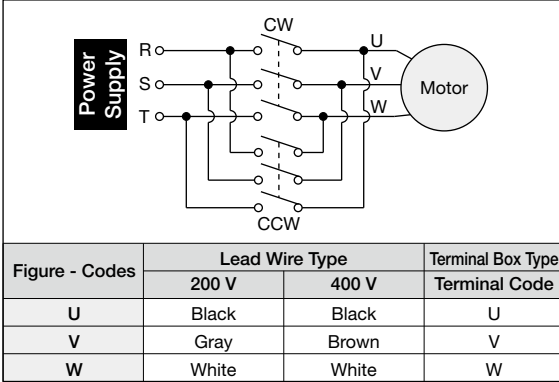 CW
Power
Supply
R
S
T
U
V
W
Motor
CCW
Figure - Codes Lead Wire Type Terminal Box Type
200 V 400 V Terminal Code
U Black Black U
V Gray Brown V
W White White W